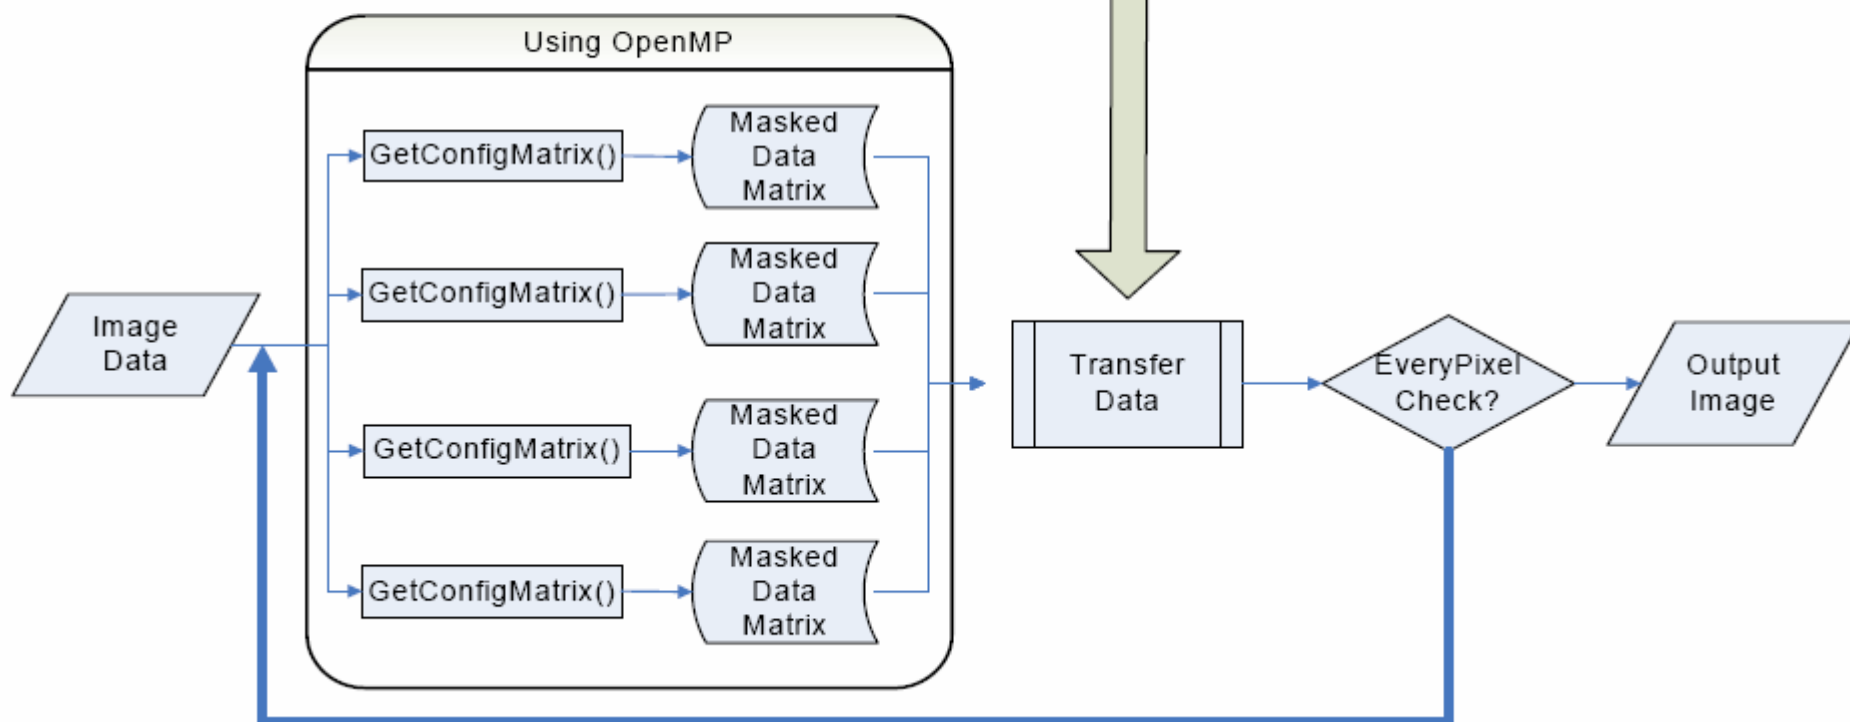 Using OpenMP
GetConfigMatrix()
Masked
Data
Matrix
GetConfigMatrix()
Masked
Data
Matrix
Image
Data
GetConfigMatrix()
Masked
Data
Matrix
GetConfigMatrix()
Masked
Data
Matrix
Transfer
Data
EveryPixel
Check?
Output
Image